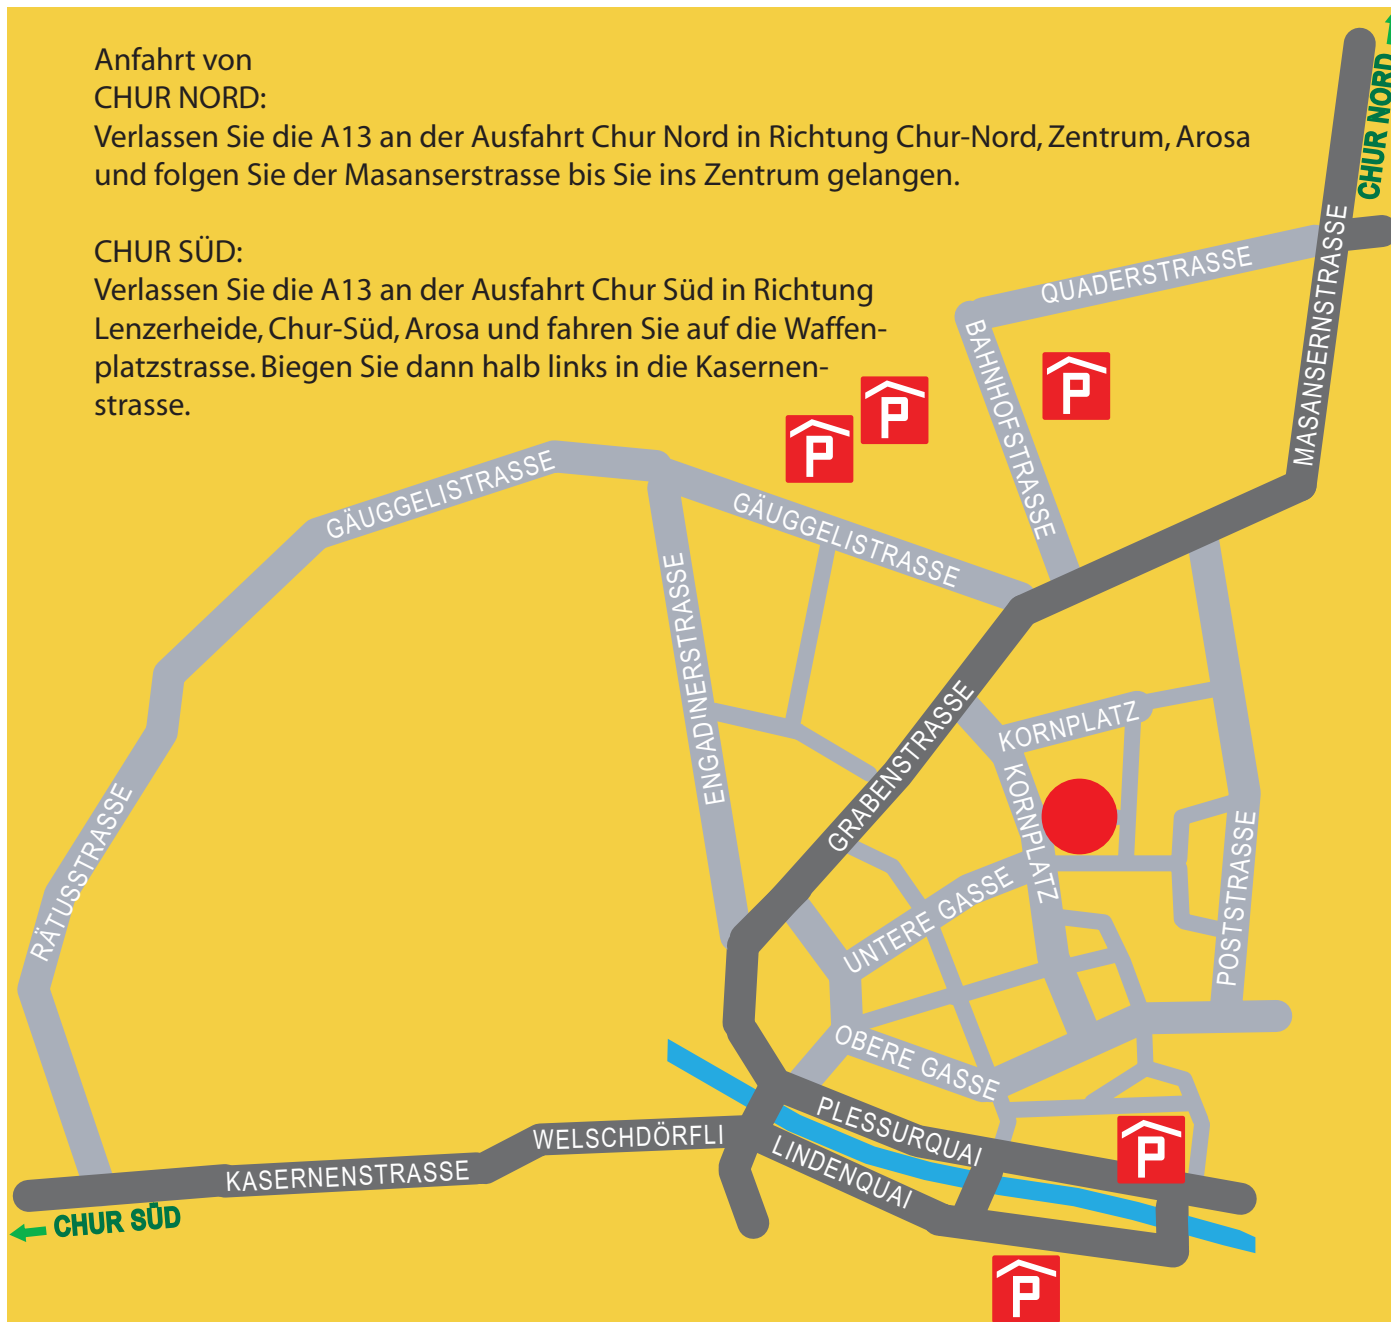 Anfahrt von
CHUR NORD:
Verlassen Sie die A13 an der Ausfahrt Chur Nord in Richtung Chur-Nord, Zentrum, Arosa
und folgen Sie der Masanserstrasse bis Sie ins Zentrum gelangen.
CHUR SÜD:
Verlassen Sie die A13 an der Ausfahrt Chur Süd in Richtung
Lenzerheide, Chur-Süd, Arosa und fahren Sie auf die Waffen-
platzstrasse. Biegen Sie dann halb links in die Kasernen-
strasse.
CHUR NORD
MASANSERNSTRASSE
QUADERSTRASSE
BAHNHOFSTRASSE
P
P
P
GÄUGGELISTRASSE
GÄUGGELISTRASSE
ENGADINERSTRASSE
GRABENSTRASSE
KORNPLATZ
KORNPLATZ
RÄTUSSTRASSE
UNTERE GASSE
POSTSTRASSE
OBERE GASSE
PLESSURQUAI
WELSCHDÖRFLI
LINDENQUAI
P
KASERNENSTRASSE
CHUR SÜD
P